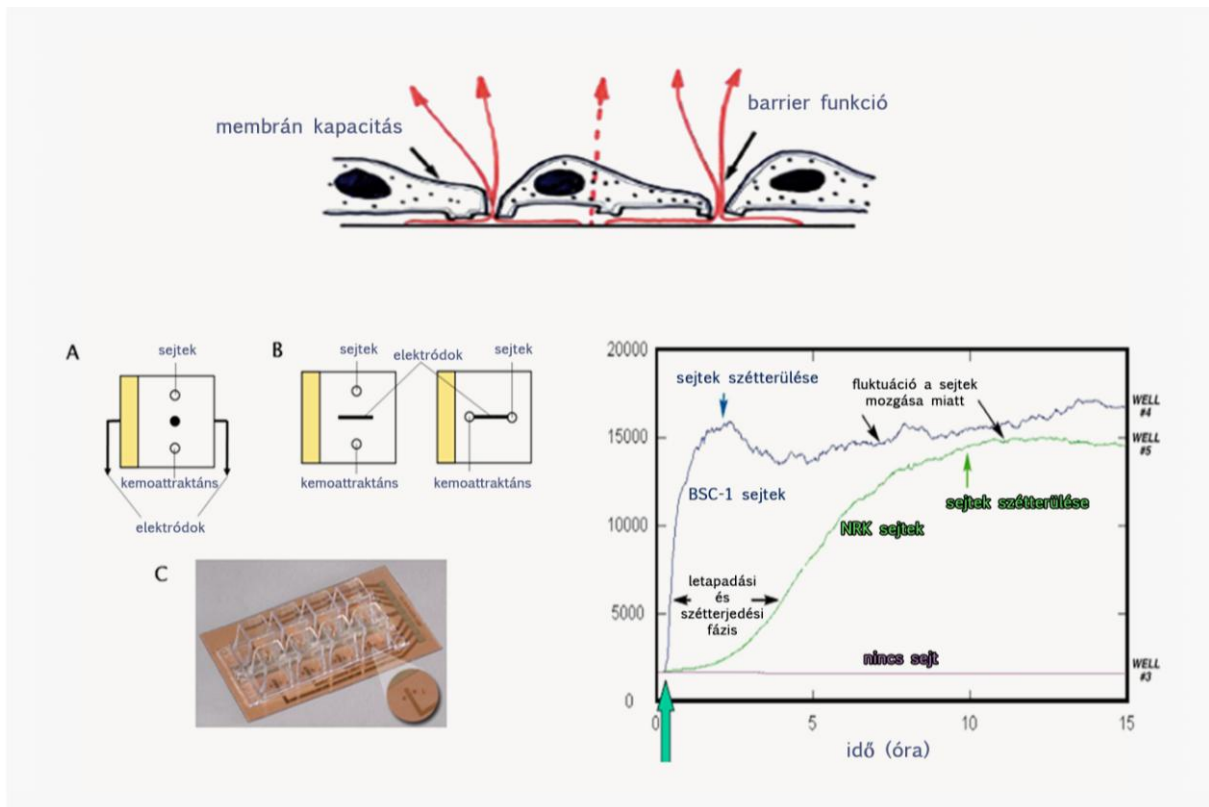 membrán kapacitás
barrier funkció
A
sejtek
kemoattraktáns
elektródok
B
sejtek
elektródok
sejtek
kemoattraktáns
kemoattraktáns
C
20000
15000
10000
5000
0
sejtek szétterülése
fluktuáció a sejtek
mozgása miatt
WELL
#4
WELL
#5
BSC-1 sejtek
sejtek szétterülése
NRK sejtek
letapadási
és
szétterjedési
fázis
nincs sejt
WELL
#3
0
5
10
15
idő (óra)